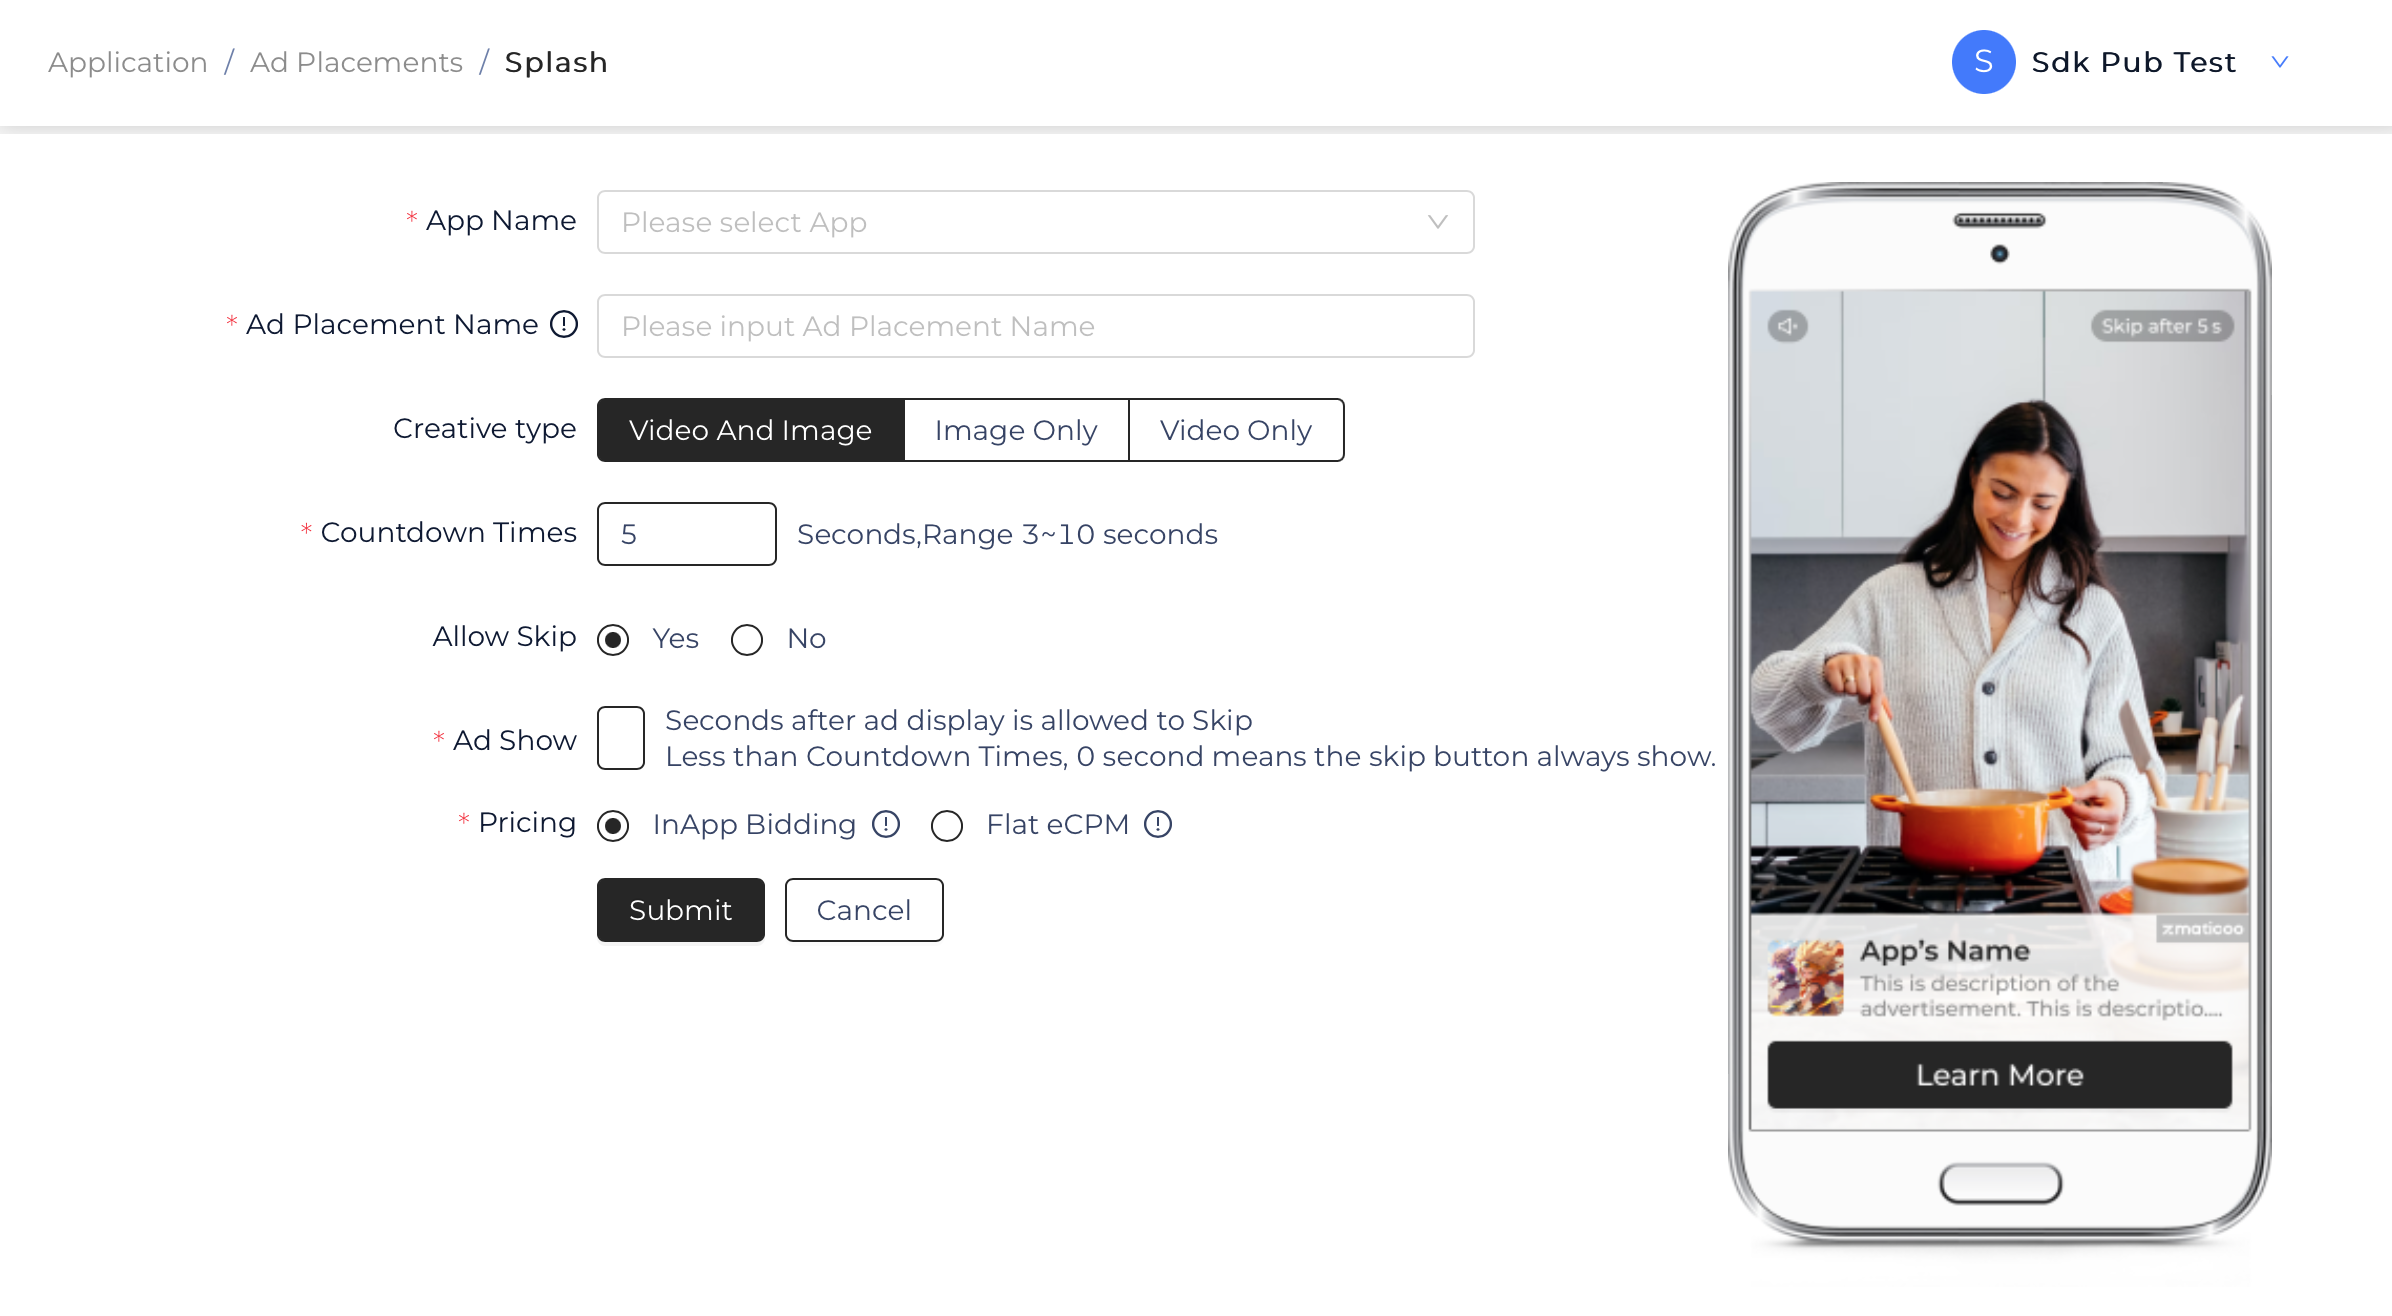 Application / Ad Placements / Splash
S Sdk Pub Test
* App Name Please select App
* Ad Placement Name Please input Ad Placement Name
Creative type Video And Image Image Only Video Only
* Countdown Times 5 Seconds,Range 3~10 seconds
Allow Skip Yes No
* Ad Show Seconds after ad display is allowed to Skip
Less than Countdown Times, 0 second means the skip button always show.
* Pricing InApp Bidding Flat eCPM
Submit Cancel
Skip after 5 s
zmaticoo
App's Name
This is description of the
advertisement. This is descriptio....
Learn More